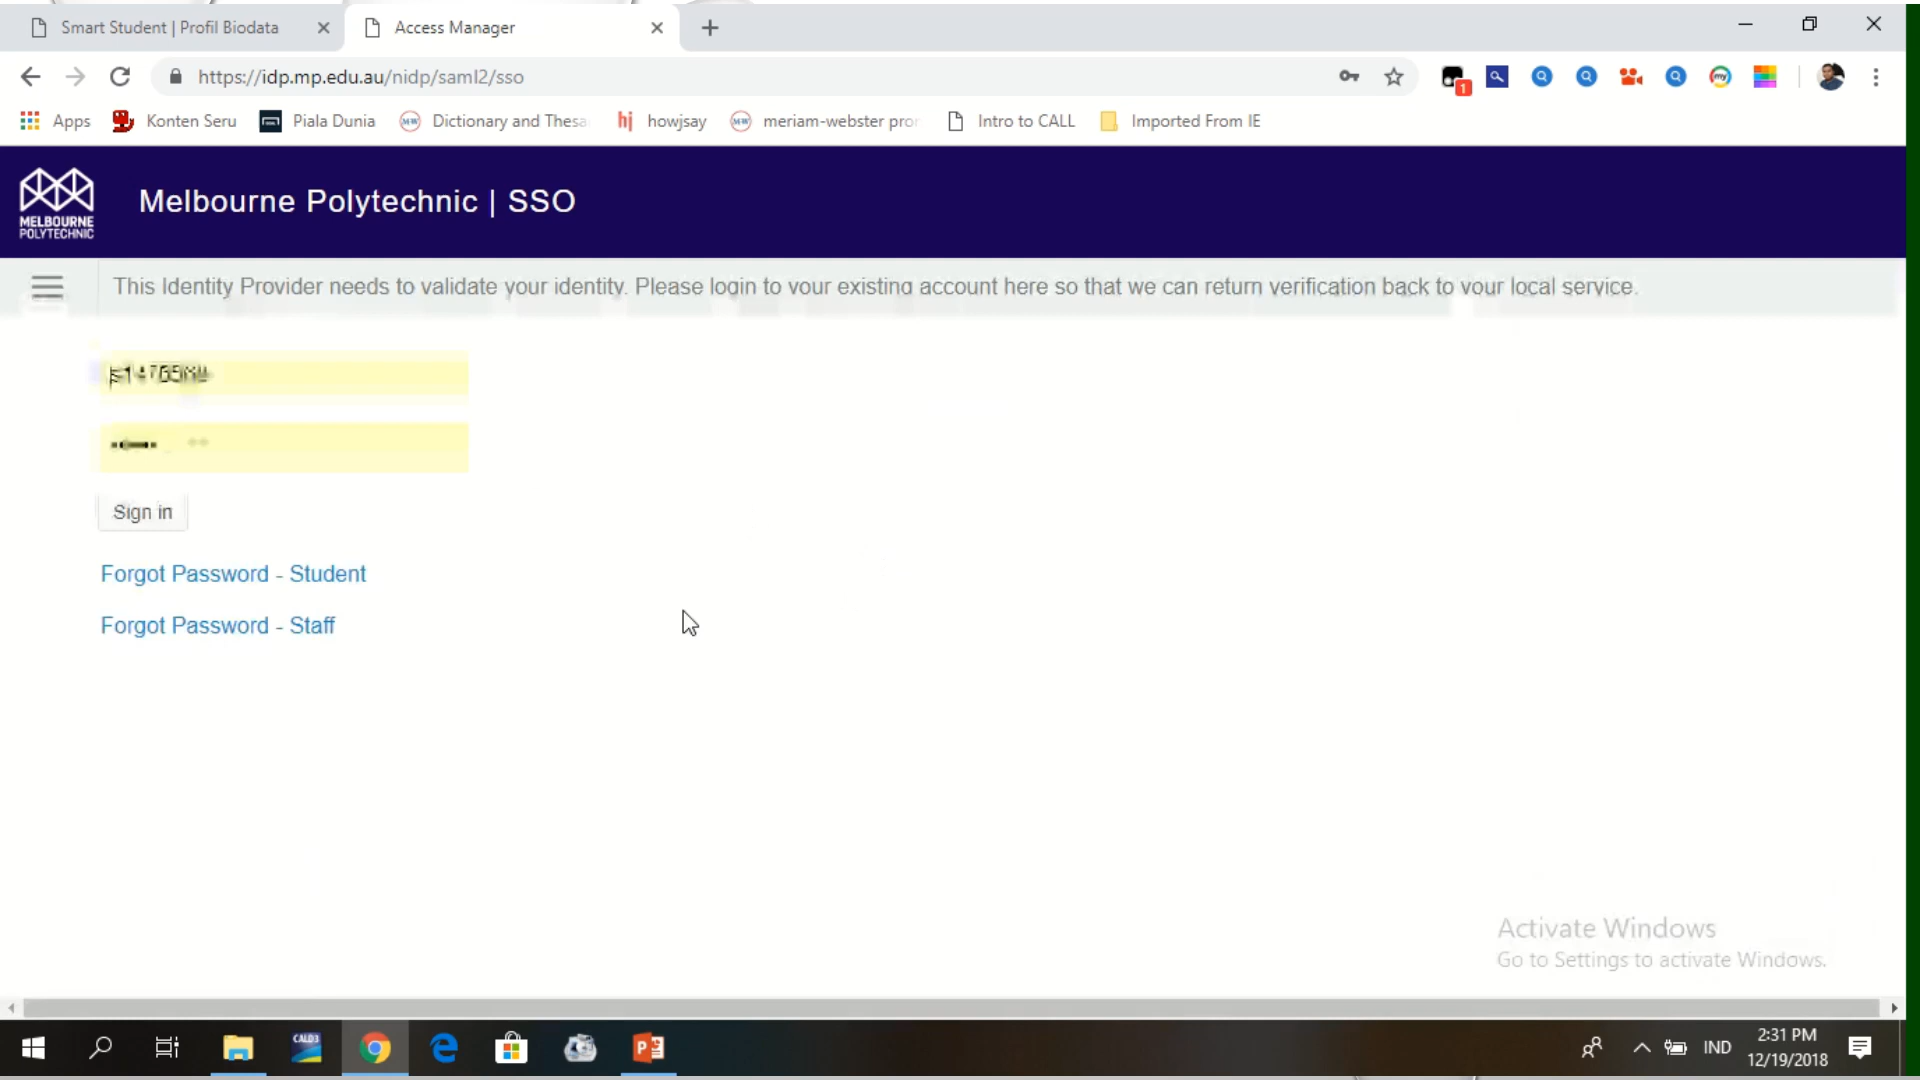 Smart Student | Profil Biodata
Access Manager
https://idp.mp.edu.au/nidp/saml2/sso
1
Apps
Konten Seru
Piala Dunia
Dictionary and Thesa
hj howjsay
meriam-webster pro
Intro to CALL
Imported From IE
MELBOURNE
POLYTECHNIC
Melbourne Polytechnic | SSO
This Identity Provider needs to validate your identity. Please login to your existing account here so that we can return verification back to your local service.
Sign in
Forgot Password - Student
Forgot Password - Staff
Activate Windows
Go to Settings to activate Windows.
CALD3
IND
2:31 PM
12/19/2018